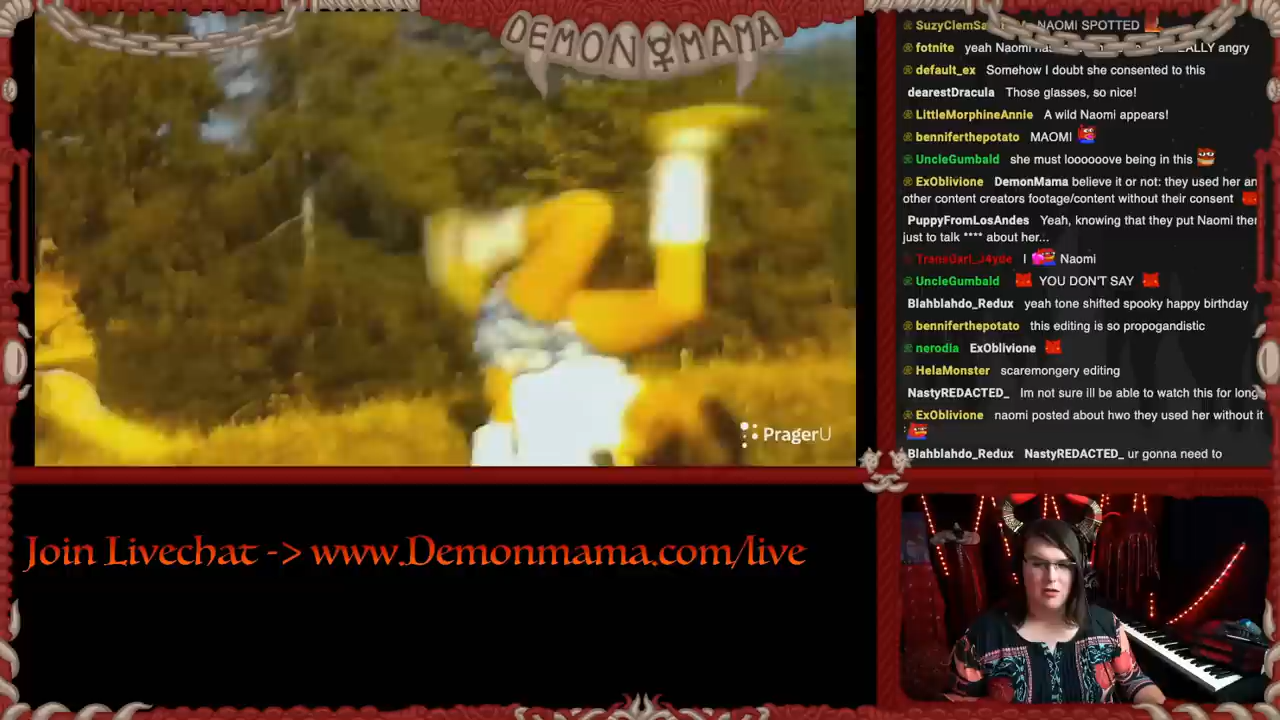 DEMON MAMA
NAOMI SPOTTED
fotnite yeah Naomi angry
default_ex Somehow I doubt she consented to this
dearestDracula Those glasses, so nice!
LittleMorphineAnnie A wild Naomi appears!
benniferthepotato MAOMI
UncleGumbald she must loooooove being in this
ExOblivione DemonMama believe it or not: they used her an
other content creators footage/content without their consent
PuppyFromLosAndes Yeah, knowing that they put Naomi ther
just to talk **** about her...
I Naomi
UncleGumbald YOU DON'T SAY
Blahblahdo_Redux yeah tone shifted spooky happy birthday
benniferthepotato this editing is so propogandistic
nerodla ExOblivione
HelaMonster scaremongery editing
NastyREDACTED_ Im not sure ill be able to watch this for long
ExOblivione naomi posted about hwo they used her without it
:
Blahblahdo_Redux NastyREDACTED_ ur gonna need to
PragerU
Join Livechat -> www.Demonmama.com/live